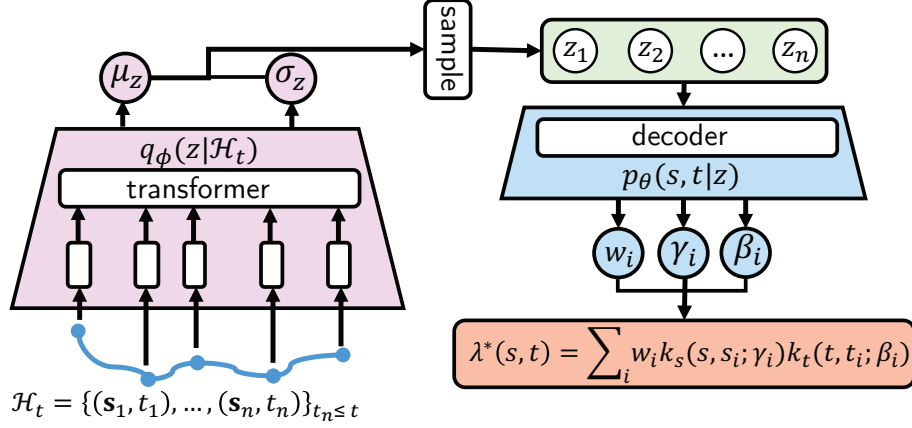 μ_z
σ_z
sample
z_1 z_2 ... z_n
q_ϕ(z|ℋ_t)
transformer
decoder
p_θ(s, t|z)
w_i γ_i β_i
λ*(s, t) = ∑_i w_i k_s(s, s_i; γ_i)k_t(t, t_i; β_i)
ℋ_t = {(𝐬_1, t_1), ..., (𝐬_n, t_n)}_{t_n ≤ t}